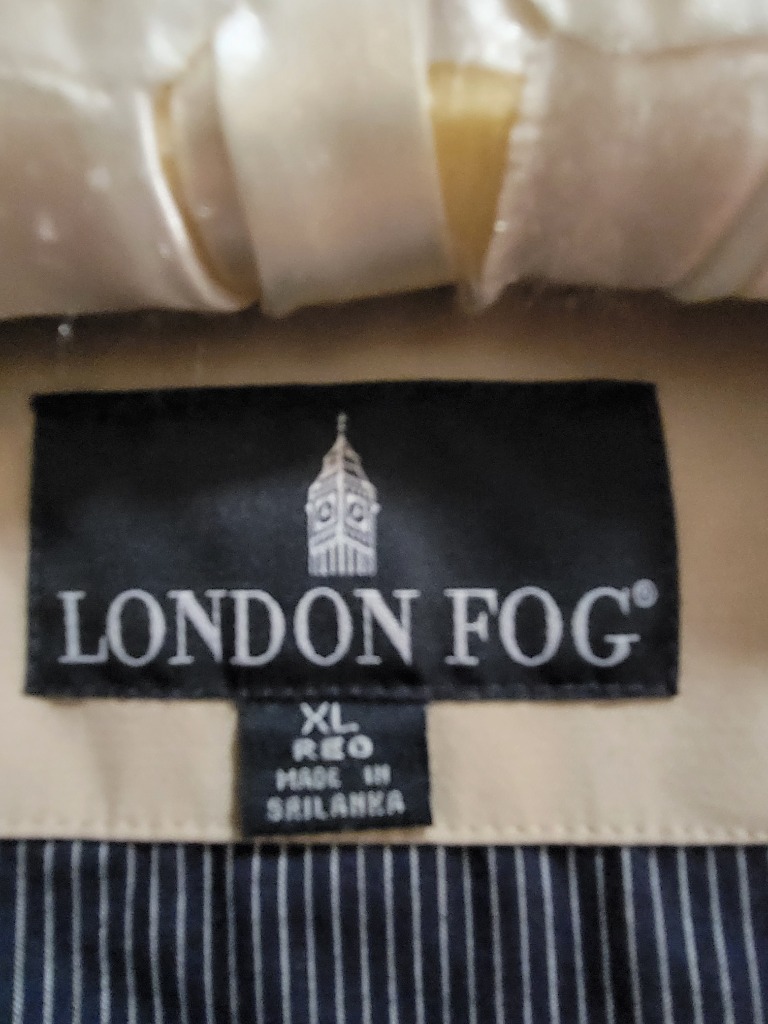 LONDON FOG®
XL
REG
MADE IN
SRILANKA